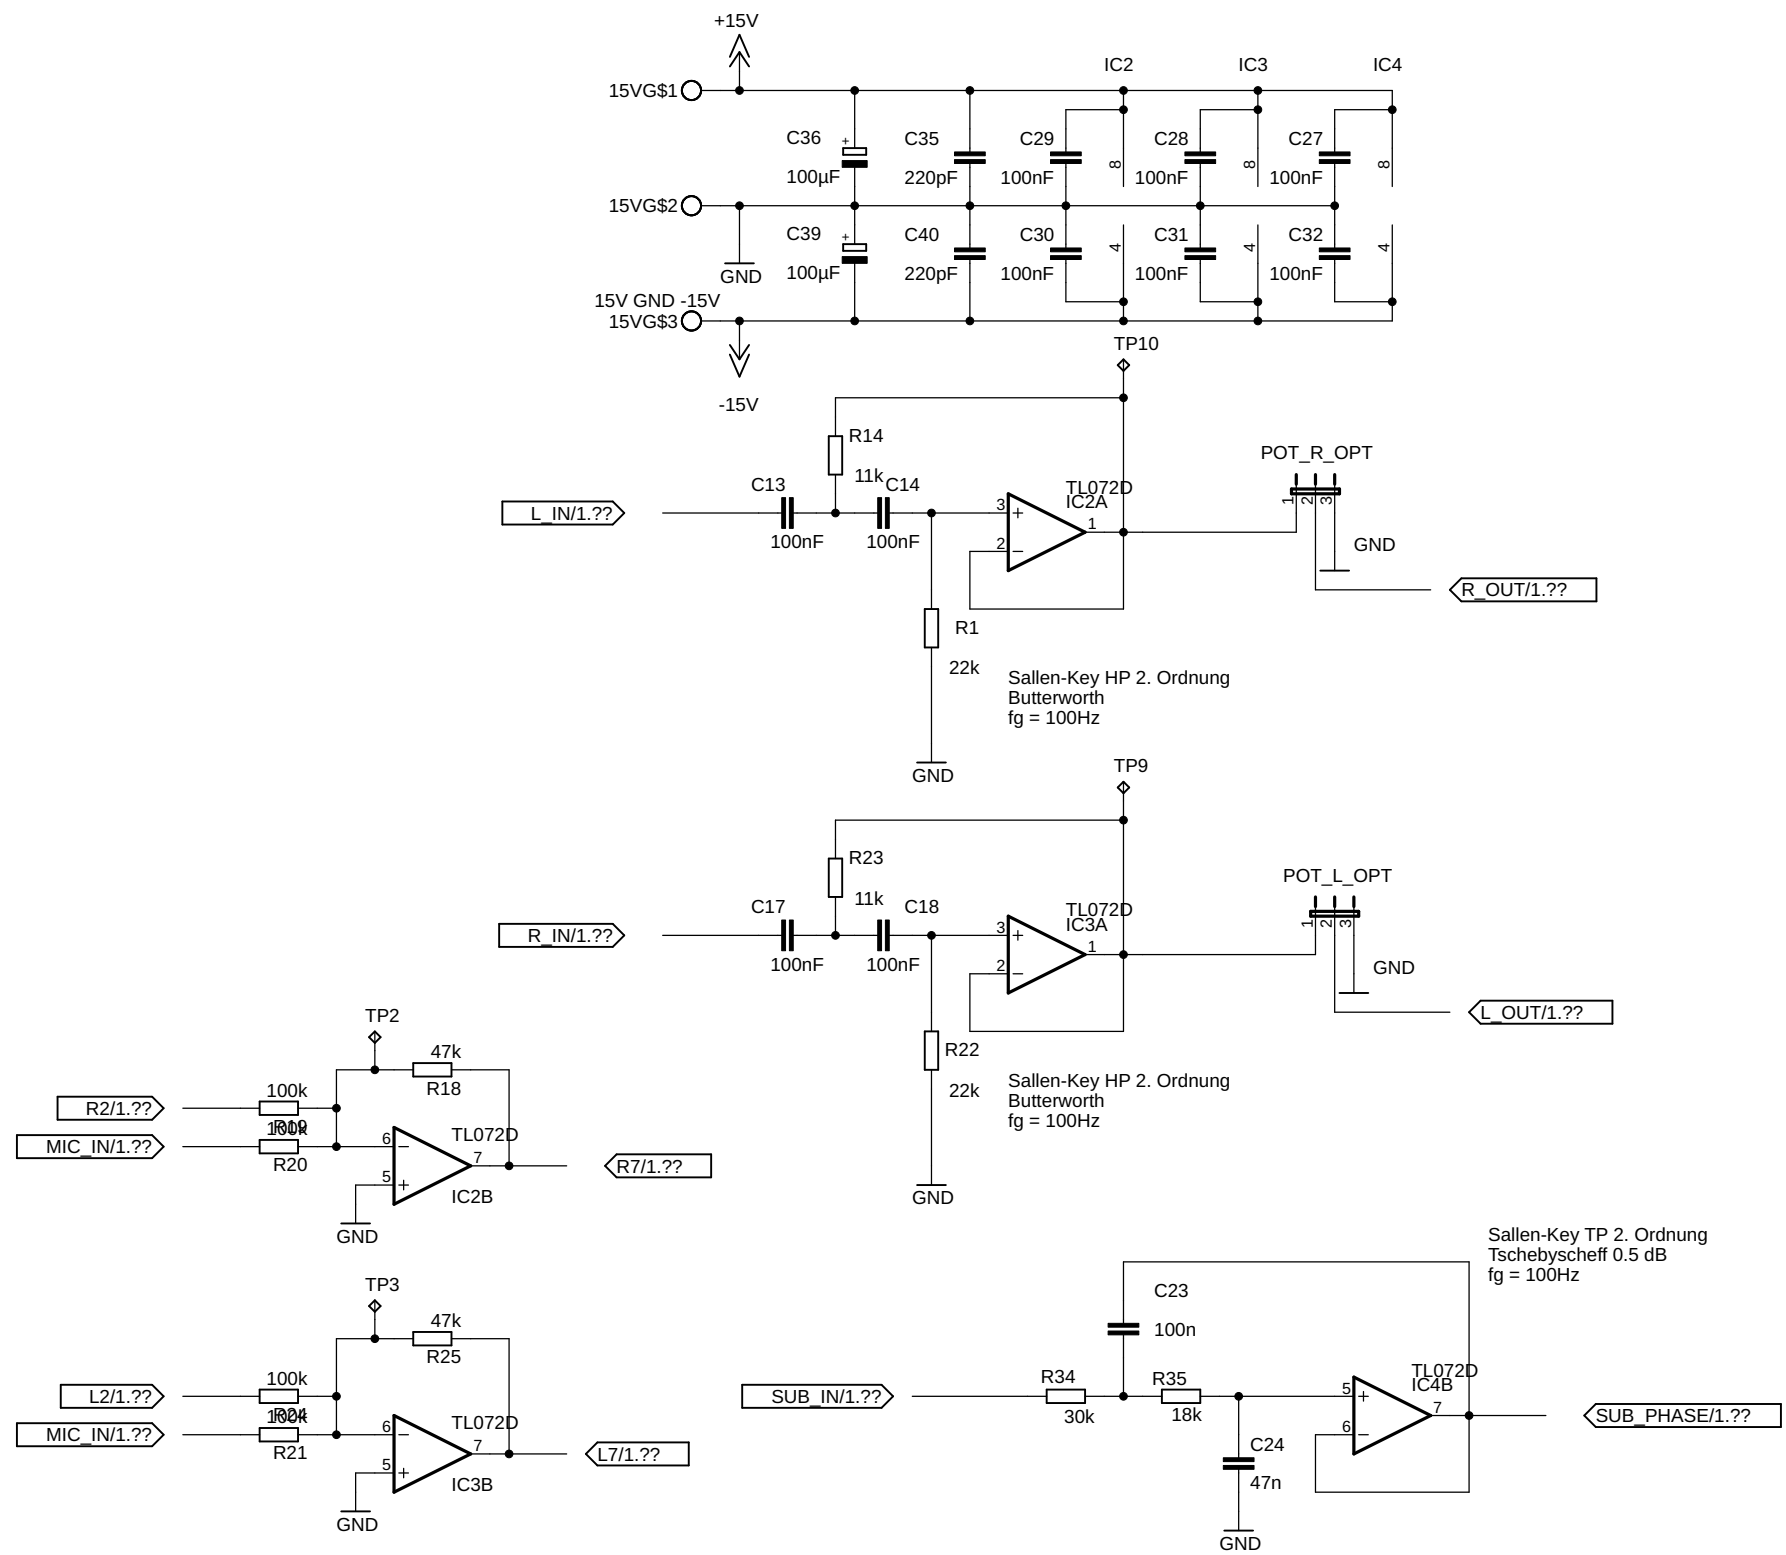 +15V
IC2 IC3 IC4
15VG$1
C36 + C35 C29 C28 C27
8 8 8
100µF 220pF 100nF 100nF 100nF
15VG$2
C39 + C40 C30 C31 C32
4 4 4
GND 100µF 220pF 100nF 100nF 100nF
15V GND -15V
15VG$3
TP10
-15V
R14
11k
POT_R_OPT
C13 C14
TL072D
IC2A
1 2 3
L_IN/1.??
3 +
1
100nF 100nF
2 −
GND
R_OUT/1.??
R1
22k
Sallen-Key HP 2. Ordnung
Butterworth
fg = 100Hz
GND
TP9
R23
11k
POT_L_OPT
C17 C18
TL072D
IC3A
1 2 3
R_IN/1.??
3 +
1
100nF 100nF
2 −
GND
L_OUT/1.??
R22
22k
Sallen-Key HP 2. Ordnung
Butterworth
fg = 100Hz
GND
TP2
47k
R18
100k
R2/1.??
R19
100k
TL072D
MIC_IN/1.??
6 −
7
R20
5 +
IC2B
R7/1.??
GND
Sallen-Key TP 2. Ordnung
Tschebyscheff 0.5 dB
fg = 100Hz
TP3
47k
R25
100k
L2/1.??
R24
100k
TL072D
MIC_IN/1.??
6 −
7
R21
5 +
IC3B
L7/1.??
GND
C23
100n
R34 R35
TL072D
IC4B
SUB_IN/1.??
5 +
7
30k 18k
6 −
SUB_PHASE/1.??
C24
47n
GND